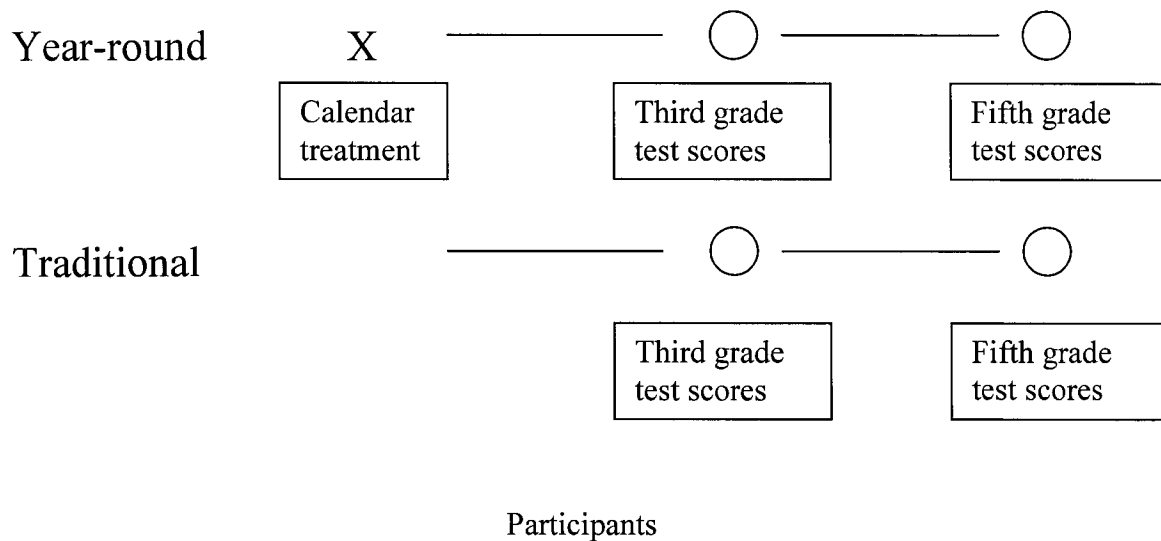 Year-round X
Calendar
treatment
Third grade
test scores
Fifth grade
test scores
Traditional
Third grade
test scores
Fifth grade
test scores
Participants